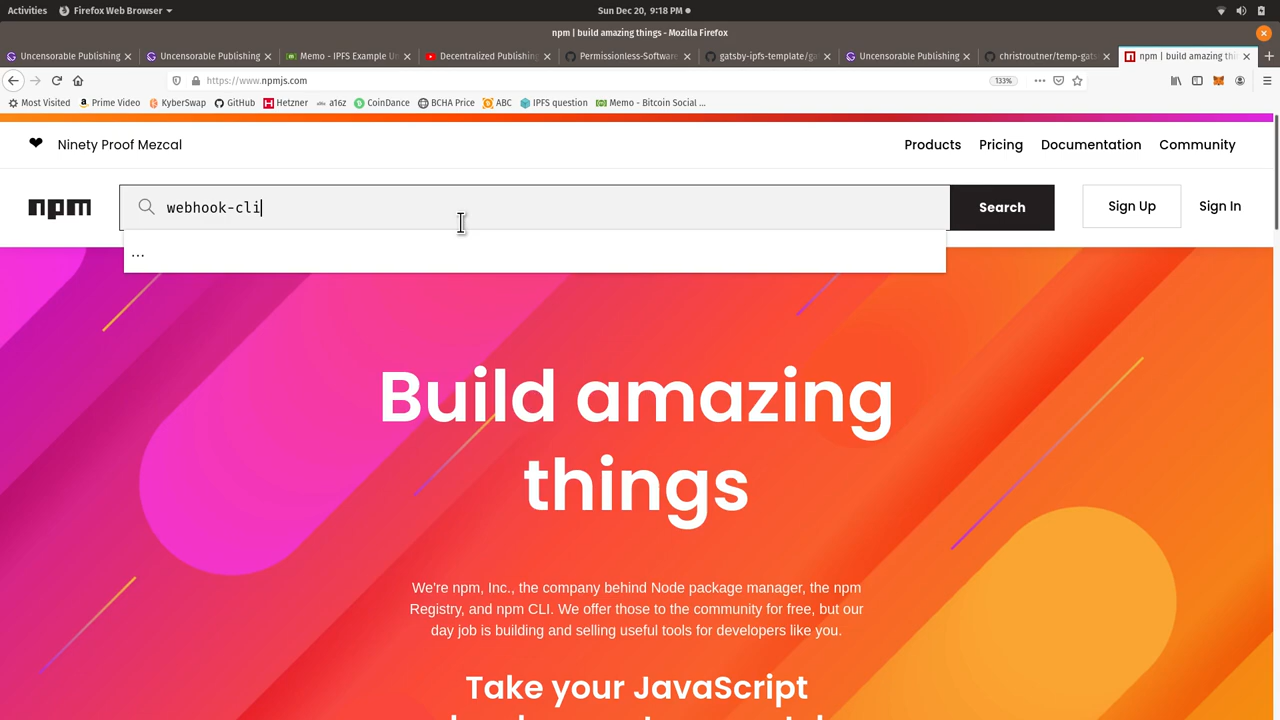 Activities
Firefox Web Browser
Sun Dec 20, 9:18 PM
npm | build amazing things - Mozilla Firefox
Uncensorable Publishing
Uncensorable Publishing
Memo - IPFS Example U
Decentralized Publishing
Permissionless-Software
gatsby-ipfs-template/ga
Uncensorable Publishing
christroutner/temp-gats
npm | build amazing thi
https://www.npmjs.com
133%
Most Visited
Prime Video
KyberSwap
GitHub
Hetzner
a16z
CoinDance
BCHA Price
ABC
IPFS question
Memo - Bitcoin Social ...
Ninety Proof Mezcal
Products
Pricing
Documentation
Community
npm
webhook-cli
Search
Sign Up
Sign In
...
Build amazing
things
We're npm, Inc., the company behind Node package manager, the npm
Registry, and npm CLI. We offer those to the community for free, but our
day job is building and selling useful tools for developers like you.
Take your JavaScript